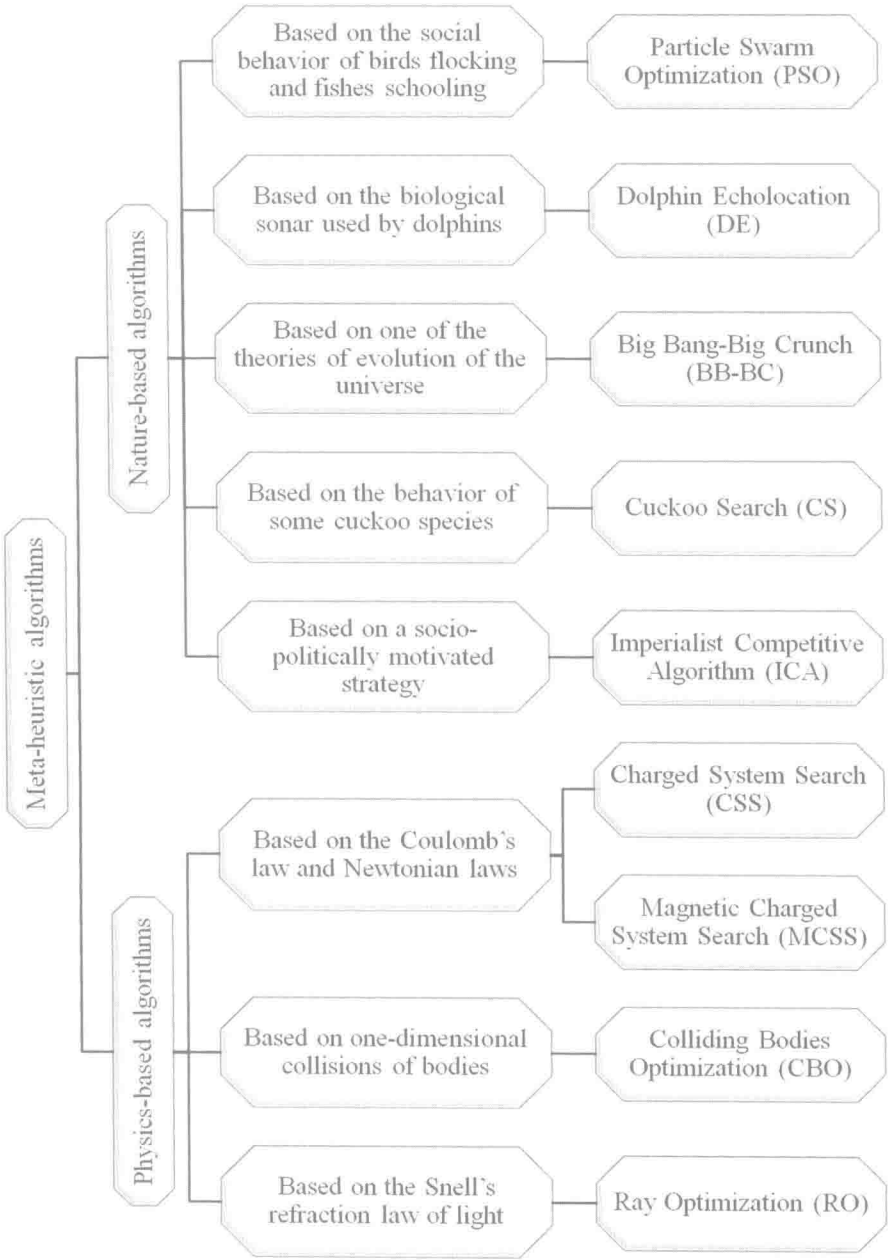 Meta-heuristic algorithms
Nature-based algorithms
Based on the social
behavior of birds flocking
and fishes schooling
Particle Swarm
Optimization (PSO)
Based on the biological
sonar used by dolphins
Dolphin Echolocation
(DE)
Based on one of the
theories of evolution of the
universe
Big Bang-Big Crunch
(BB-BC)
Based on the behavior of
some cuckoo species
Cuckoo Search (CS)
Based on a socio-
politically motivated
strategy
Imperialist Competitive
Algorithm (ICA)
Physics-based algorithms
Based on the Coulomb's
law and Newtonian laws
Charged System Search
(CSS)
Magnetic Charged
System Search (MCSS)
Based on one-dimensional
collisions of bodies
Colliding Bodies
Optimization (CBO)
Based on the Snell's
refraction law of light
Ray Optimization (RO)